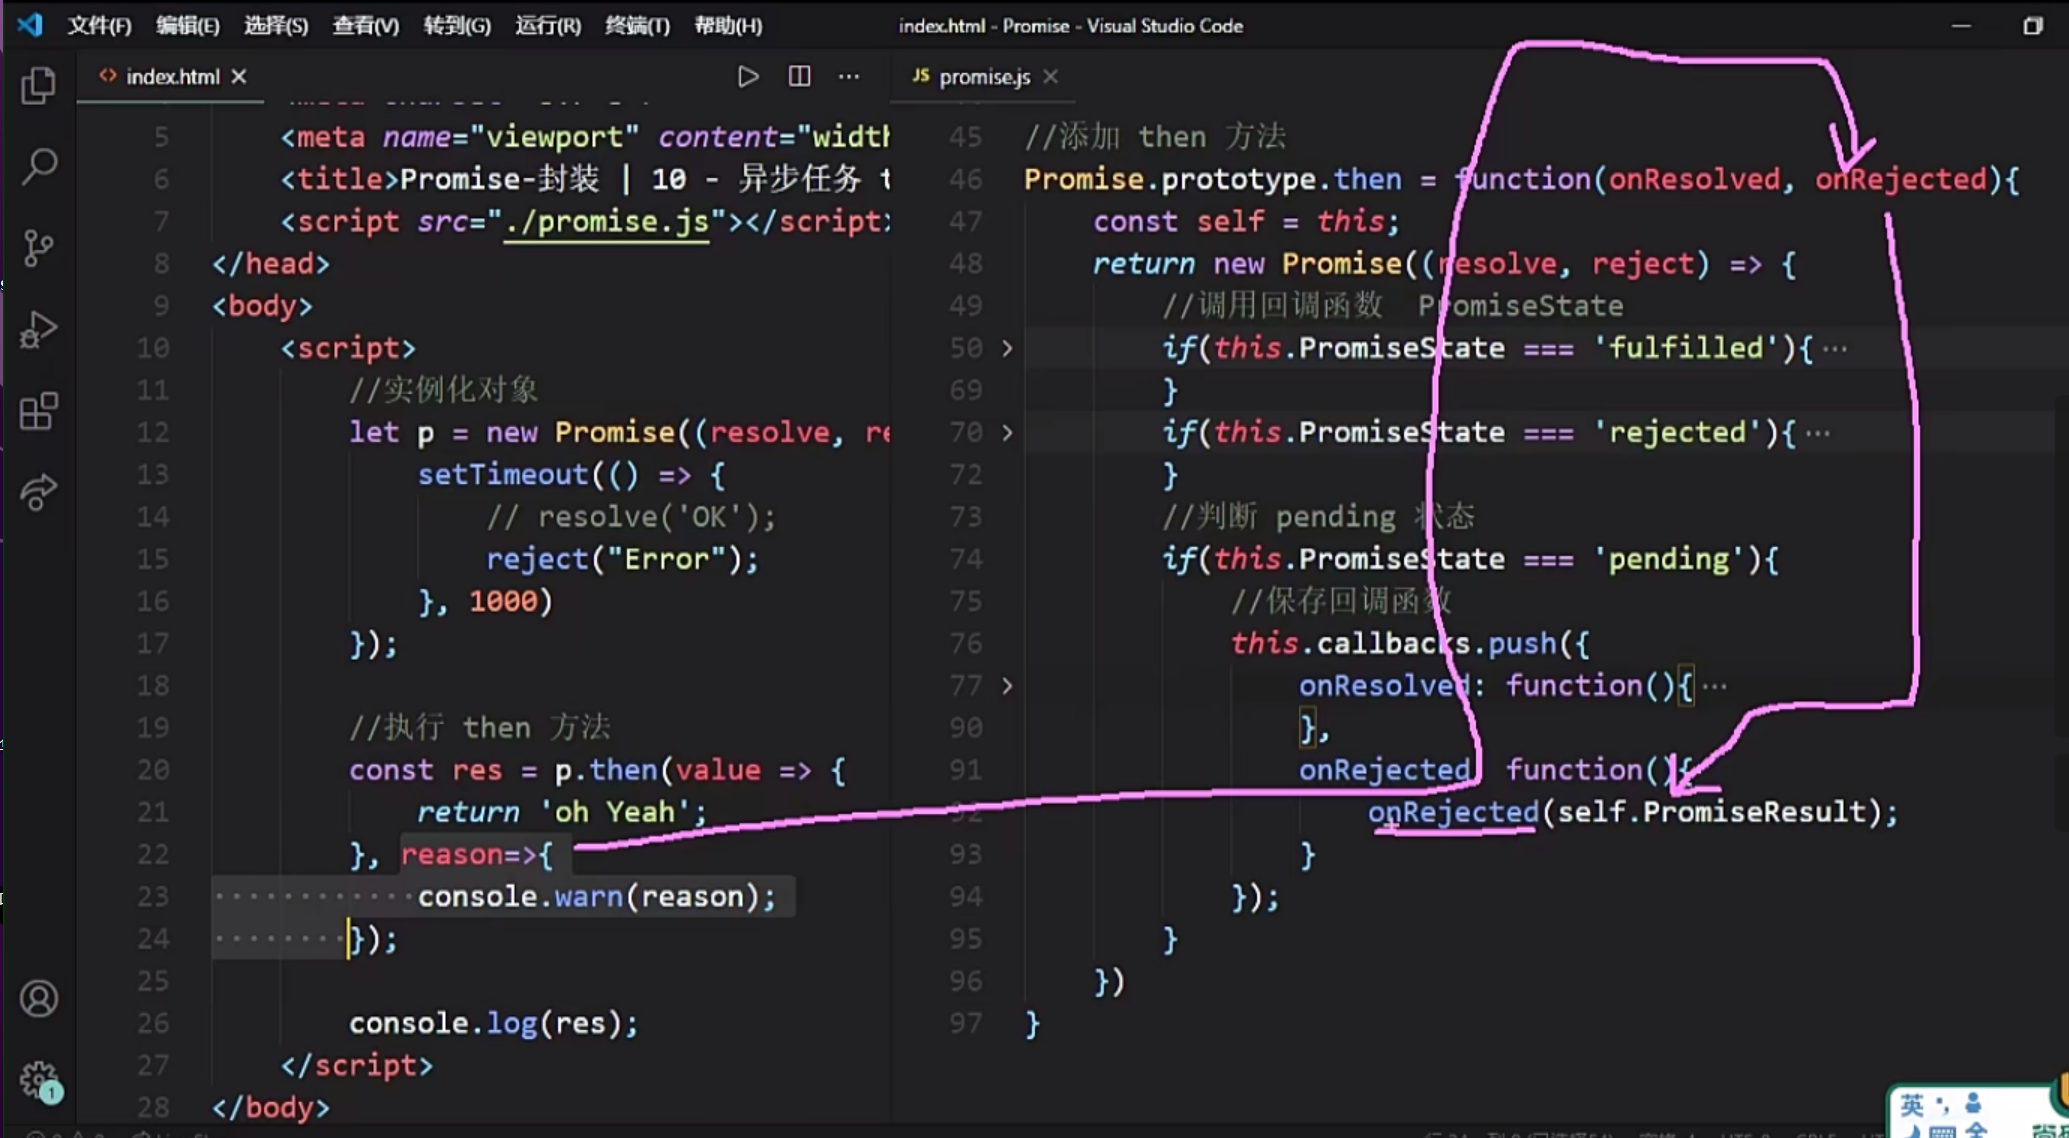 文件(F) 编辑(E) 选择(S) 查看(V) 转到(G) 运行(R) 终端(T) 帮助(H) index.html - Promise - Visual Studio Code
index.html
5 <meta name="viewport" content="width
6 <title>Promise-封装 | 10 - 异步任务 t
7 <script src="./promise.js"></script>
8 </head>
9 <body>
10 <script>
11 //实例化对象
12 let p = new Promise((resolve, re
13 setTimeout(() => {
14 // resolve('OK');
15 reject("Error");
16 }, 1000)
17 });
18
19 //执行 then 方法
20 const res = p.then(value => {
21 return 'oh Yeah';
22 }, reason=>{
23 console.warn(reason);
24 });
25
26 console.log(res);
27 </script>
28 </body>
JS promise.js
45 //添加 then 方法
46 Promise.prototype.then = function(onResolved, onRejected){
47 const self = this;
48 return new Promise((resolve, reject) => {
49 //调用回调函数 PromiseState
50 if(this.PromiseState === 'fulfilled'){ ···
69 }
70 if(this.PromiseState === 'rejected'){ ···
72 }
73 //判断 pending 状态
74 if(this.PromiseState === 'pending'){
75 //保存回调函数
76 this.callbacks.push({
77 onResolved: function(){ ···
90 },
91 onRejected function(){
92 onRejected(self.PromiseResult);
93 }
94 });
95 }
96 })
97 }
1
英